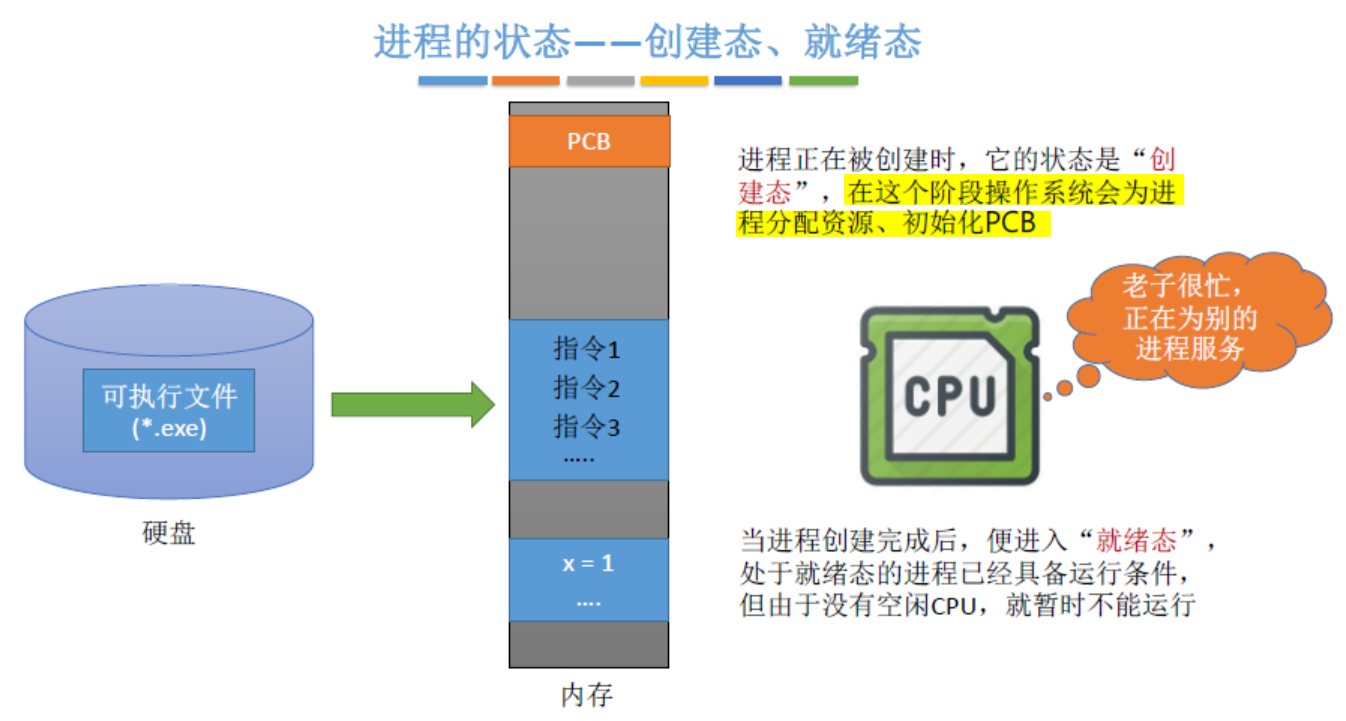 进程的状态——创建态、就绪态
PCB
进程正在被创建时，它的状态是“创
建态”，在这个阶段操作系统会为进
程分配资源、初始化PCB
老子很忙，
正在为别的
进程服务
CPU
可执行文件
(*.exe)
硬盘
指令1
指令2
指令3
…..
x = 1
….
内存
当进程创建完成后，便进入“就绪态”，
处于就绪态的进程已经具备运行条件，
但由于没有空闲CPU，就暂时不能运行